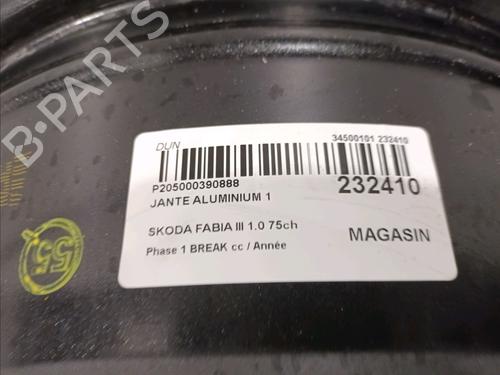 B-PARTS
DUN
34500101 232410
P205000390888
232410
JANTE ALUMINIUM 1
SKODA FABIA III 1.0 75ch
MAGASIN
Phase 1 BREAK cc / Année
55